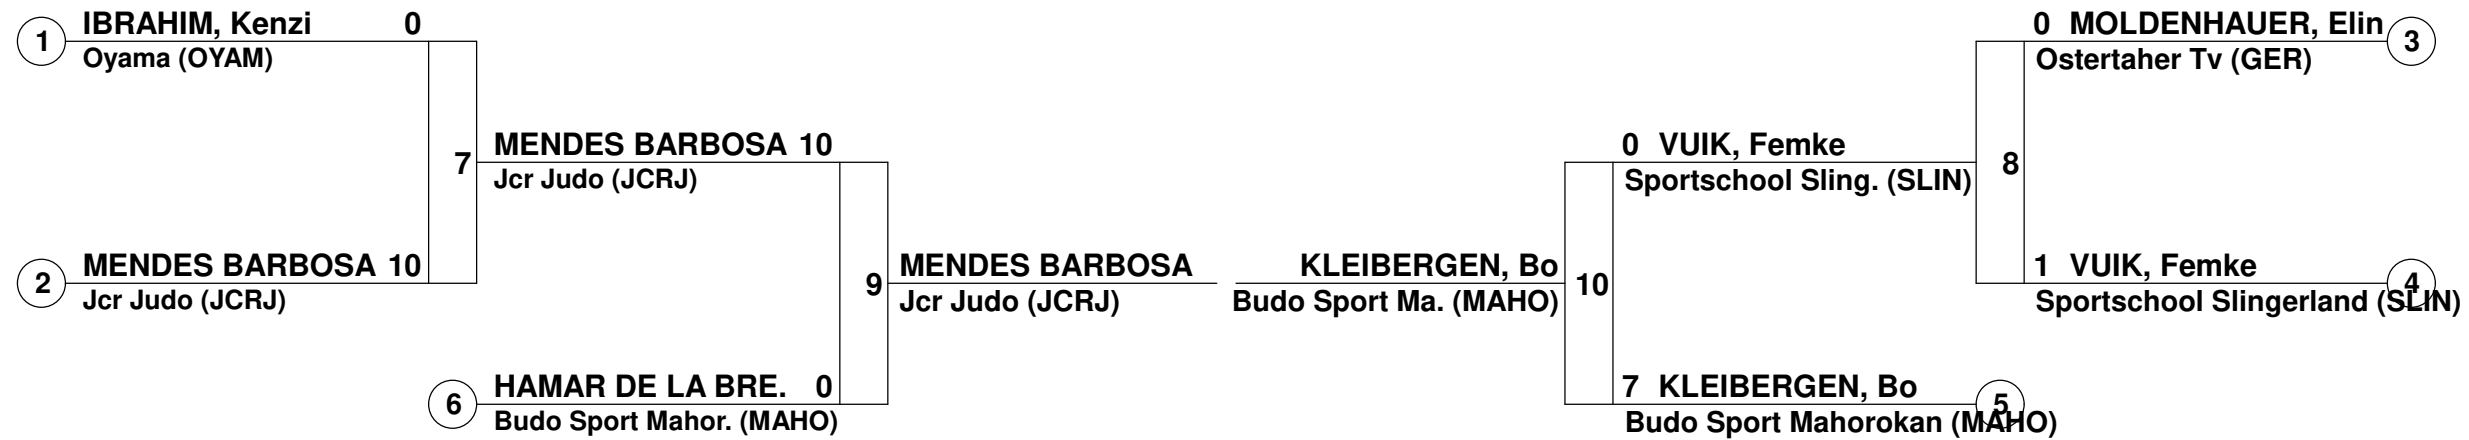 IBRAHIM, Kenzi 0
1
Oyama (OYAM)
7
MENDES BARBOSA 10
Jcr Judo (JCRJ)
MENDES BARBOSA 10
2
Jcr Judo (JCRJ)
9
MENDES BARBOSA
Jcr Judo (JCRJ)
HAMAR DE LA BRE. 0
6
Budo Sport Mahor. (MAHO)
0 MOLDENHAUER, Elin
3
Ostertaher Tv (GER)
0 VUIK, Femke
Sportschool Sling. (SLIN)
8
KLEIBERGEN, Bo
Budo Sport Ma. (MAHO)
10
1 VUIK, Femke
4
Sportschool Slingerland (SLIN)
7 KLEIBERGEN, Bo
5
Budo Sport Mahorokan (MAHO)